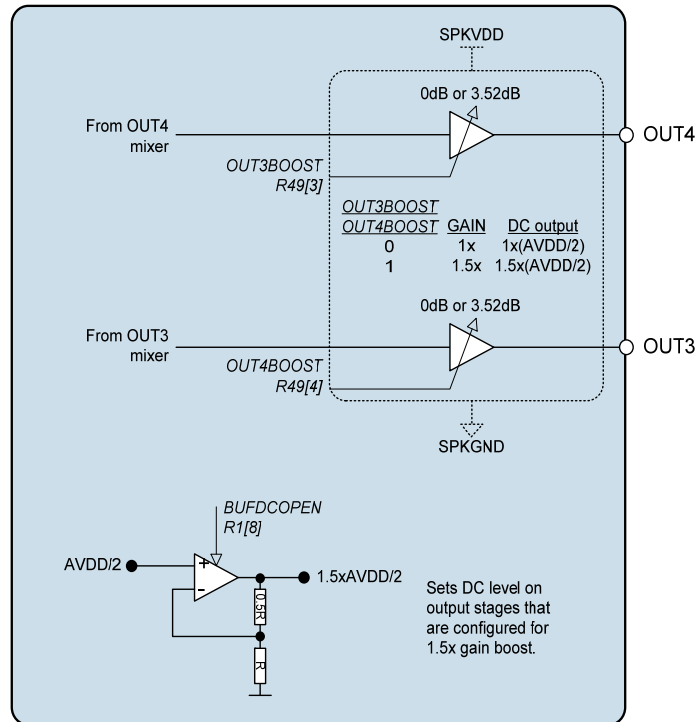 SPKVDD
0dB or 3.52dB
From OUT4
mixer
OUT4
OUT3BOOST
R49[3]
OUT3BOOST
OUT4BOOST GAIN DC output
0 1x 1x(AVDD/2)
1 1.5x 1.5x(AVDD/2)
0dB or 3.52dB
From OUT3
mixer
OUT3
OUT4BOOST
R49[4]
SPKGND
BUFDCOPEN
R1[8]
AVDD/2
+
-
1.5xAVDD/2
0.5R
R
Sets DC level on
output stages that
are configured for
1.5x gain boost.